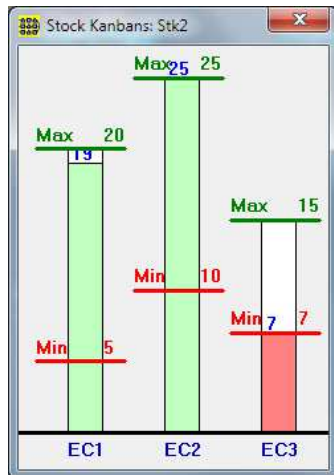 Stock Kanbans: Stk2
Max 25 25
Max 20
19
Max 15
Min 10
Min 7 7
Min 5
EC1 EC2 EC3